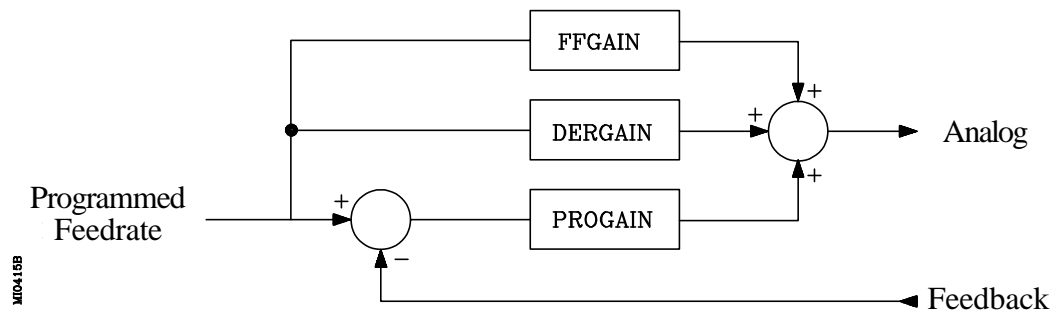 FFGAIN
+
DERGAIN
+
Analog
+
Programmed
Feedrate
+
PROGAIN
−
Feedback
MI0415B